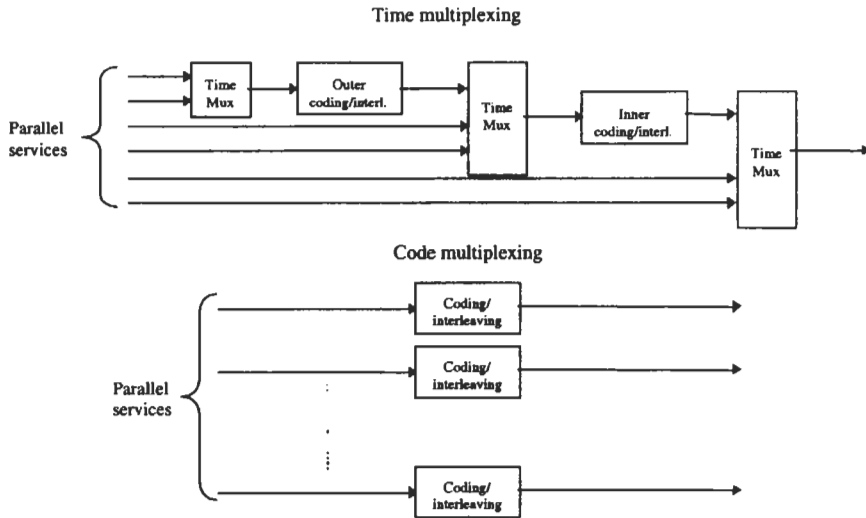 Time multiplexing
Parallel
services
Time
Mux
Outer
coding/interl.
Time
Mux
Inner
coding/interl.
Time
Mux
Code multiplexing
Parallel
services
Coding/
interleaving
Coding/
interleaving
Coding/
interleaving